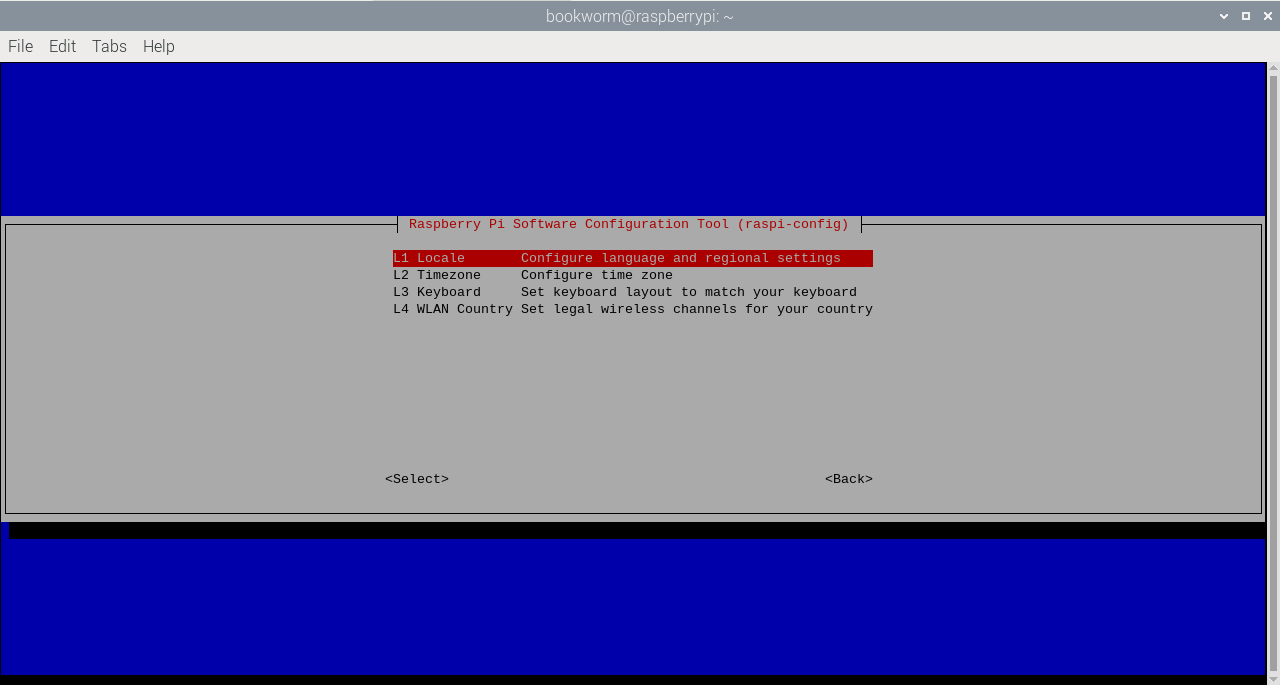 bookworm@raspberrypi: ~
File Edit Tabs Help
Raspberry Pi Software Configuration Tool (raspi-config)
L1 Locale Configure language and regional settings
L2 Timezone Configure time zone
L3 Keyboard Set keyboard layout to match your keyboard
L4 WLAN Country Set legal wireless channels for your country
<Select> <Back>